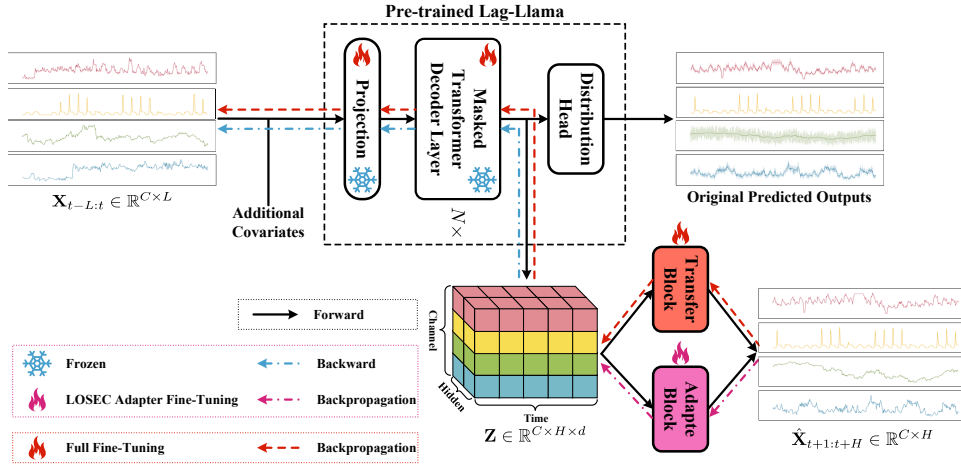 Pre-trained Lag-Llama
Projection
Masked
Transformer
Decoder Layer
Distribution
Head
N×
X_{t−L:t} ∈ ℝ^{C×L}
Additional
Covariates
Original Predicted Outputs
Transfer
Block
Adapte
Block
Channel
Hidden
Time
Z ∈ ℝ^{C×H×d}
X̂_{t+1:t+H} ∈ ℝ^{C×H}
Forward
Frozen
Backward
LOSEC Adapter Fine-Tuning
Backpropagation
Full Fine-Tuning
Backpropagation